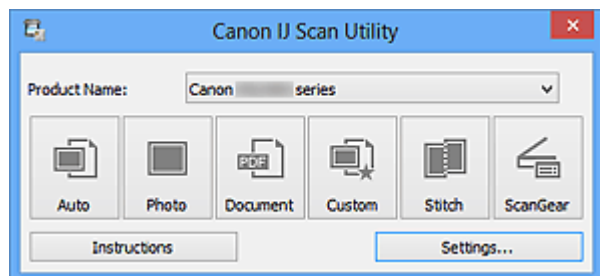 Canon IJ Scan Utility
Product Name: Canon series
PDF
Auto Photo Document Custom Stitch ScanGear
Instructions Settings...